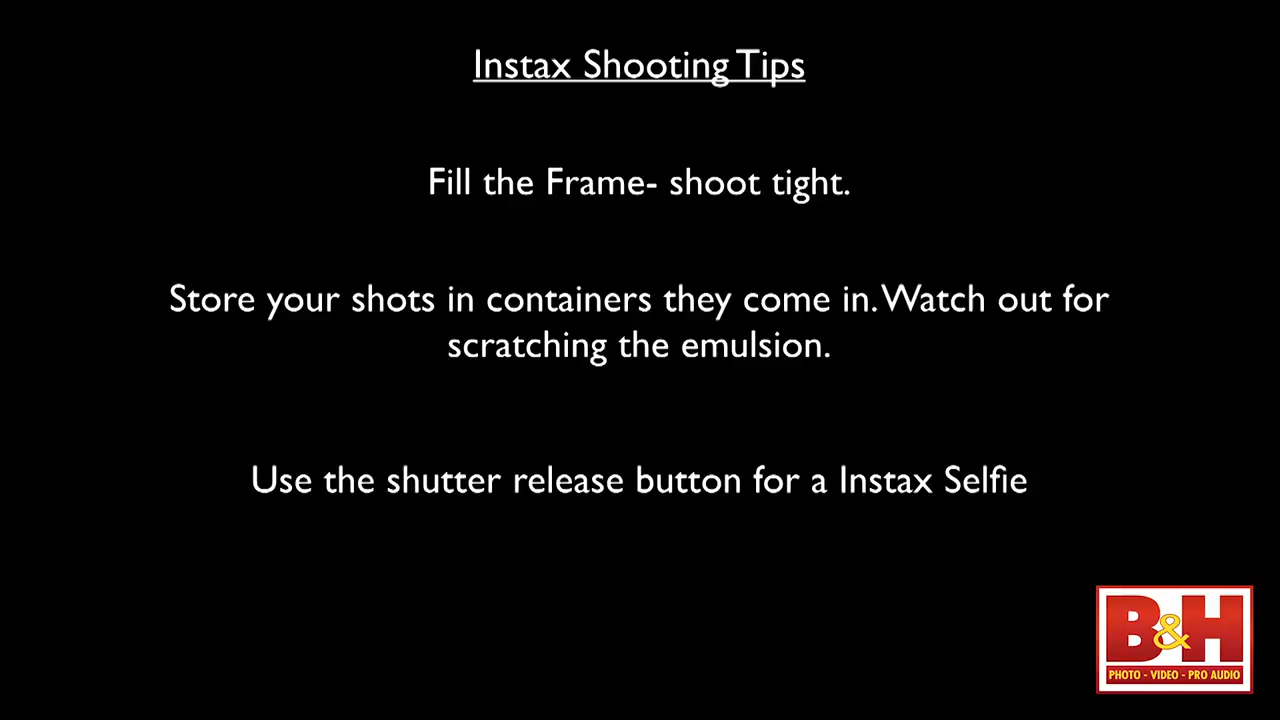 Instax Shooting Tips
Fill the Frame- shoot tight.
Store your shots in containers they come in. Watch out for
scratching the emulsion.
Use the shutter release button for a Instax Selfie
B&H
PHOTO - VIDEO - PRO AUDIO